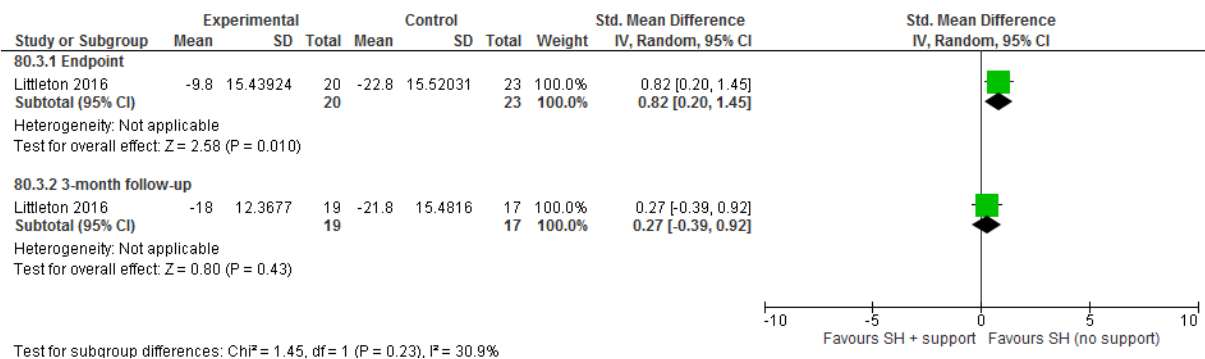 Experimental Control Std. Mean Difference Std. Mean Difference
Study or Subgroup Mean SD Total Mean SD Total Weight IV, Random, 95% CI IV, Random, 95% CI
80.3.1 Endpoint
Littleton 2016 -9.8 15.43924 20 -22.8 15.52031 23 100.0% 0.82 [0.20, 1.45]
Subtotal (95% CI) 20 23 100.0% 0.82 [0.20, 1.45]
Heterogeneity: Not applicable
Test for overall effect: Z = 2.58 (P = 0.010)
80.3.2 3-month follow-up
Littleton 2016 -18 12.3677 19 -21.8 15.4816 17 100.0% 0.27 [-0.39, 0.92]
Subtotal (95% CI) 19 17 100.0% 0.27 [-0.39, 0.92]
Heterogeneity: Not applicable
Test for overall effect: Z = 0.80 (P = 0.43)
-10 -5 0 5 10
Favours SH + support Favours SH (no support)
Test for subgroup differences: Chi² = 1.45, df = 1 (P = 0.23), I² = 30.9%